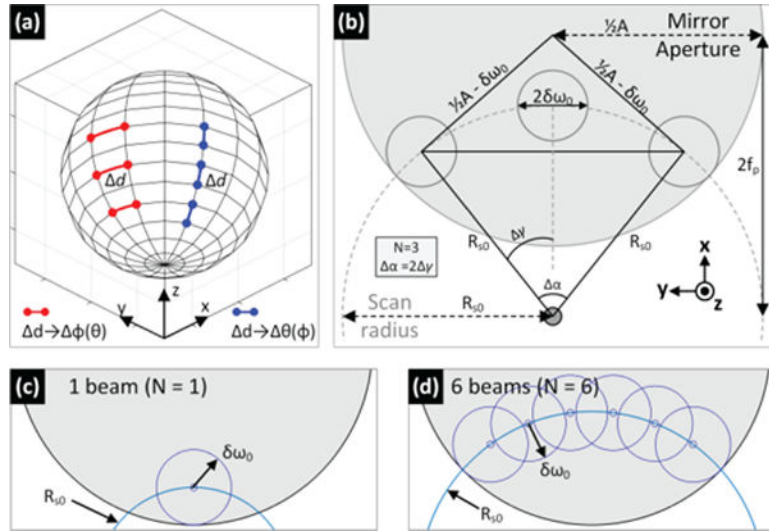 (a)
Δd
Δd
z
y
x
Δd→Δϕ(θ)
Δd→Δθ(ϕ)
(b)
½A
Mirror
Aperture
½A - δω₀
½A - δω₀
2δω₀
2fₚ
Δγ
N=3
Δα =2Δγ
Rₛ₀
Rₛ₀
Δα
Scan
radius
Rₛ₀
x
y
z
(c)
1 beam (N = 1)
δω₀
Rₛ₀
(d)
6 beams (N = 6)
δω₀
Rₛ₀